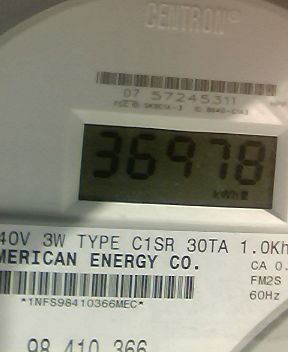 CENTRON®
07 57245311
36978
kWh
40V 3W TYPE C1SR 30TA 1.0Kh
MERICAN ENERGY CO.
CA 0.
FM2S
60Hz
*1NFS98410366MEC*
98 410 366